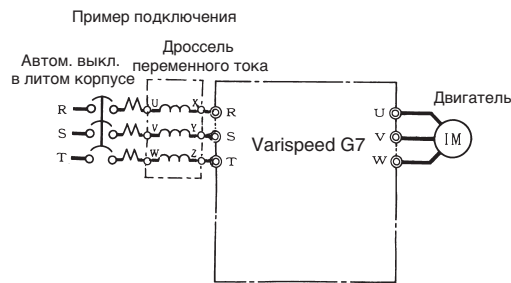 Пример подключения
Автом. выкл.
в литом корпусе
Дроссель
переменного тока
R
U
X
R
S
V
Y
S
T
W
Z
T
Varispeed G7
U
V
W
Двигатель
IM